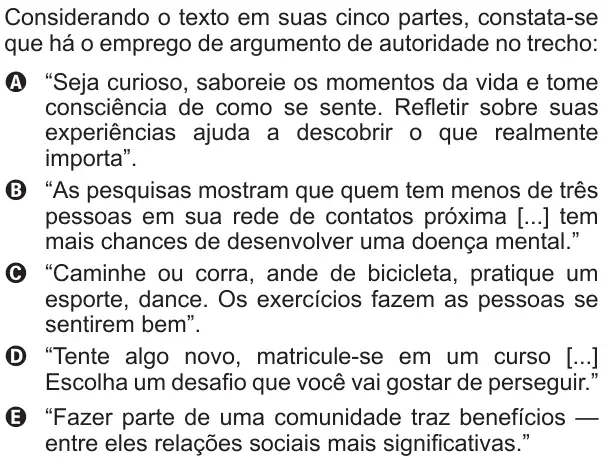 Considerando o texto em suas cinco partes, constata-se
que há o emprego de argumento de autoridade no trecho:
A “Seja curioso, saboreie os momentos da vida e tome
consciência de como se sente. Refletir sobre suas
experiências ajuda a descobrir o que realmente
importa”.
B “As pesquisas mostram que quem tem menos de três
pessoas em sua rede de contatos próxima [...] tem
mais chances de desenvolver uma doença mental.”
C “Caminhe ou corra, ande de bicicleta, pratique um
esporte, dance. Os exercícios fazem as pessoas se
sentirem bem”.
D “Tente algo novo, matricule-se em um curso [...]
Escolha um desafio que você vai gostar de perseguir.”
E “Fazer parte de uma comunidade traz benefícios —
entre eles relações sociais mais significativas.”